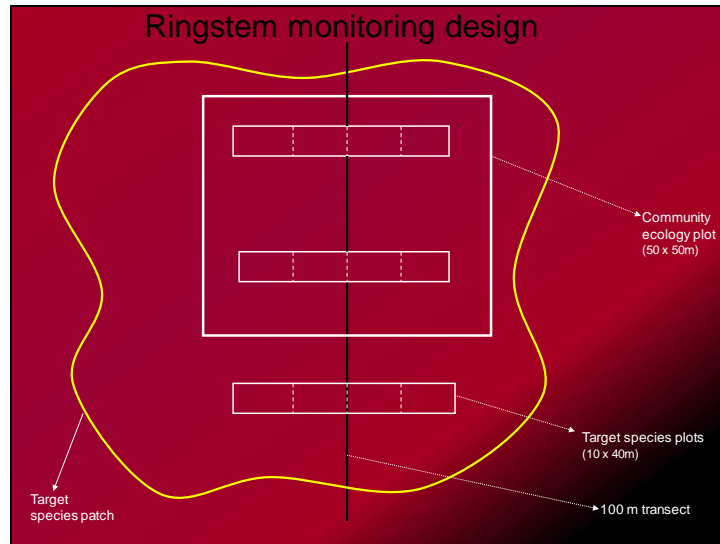 Ringstem monitoring design
Community
ecology plot
(50 x 50m)
Target species plots
(10 x 40m)
Target
species patch
100 m transect